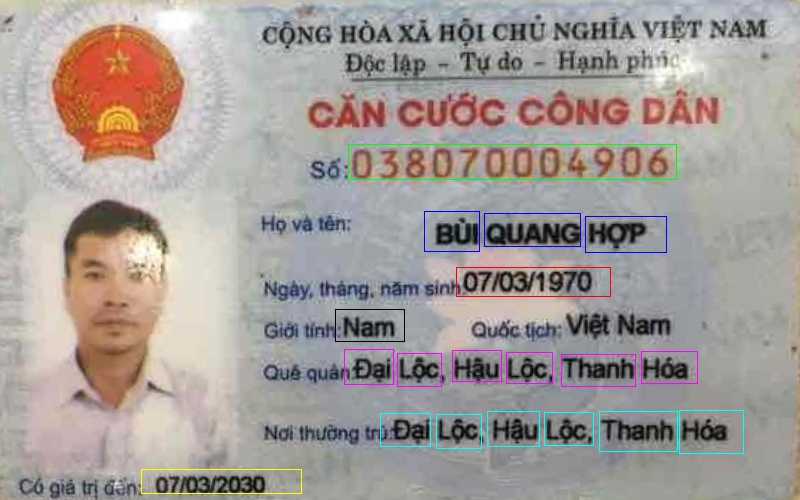 CỘNG HÒA XÃ HỘI CHỦ NGHĨA VIỆT NAM
Độc lập - Tự do - Hạnh phúc
CĂN CƯỚC CÔNG DÂN
Số: 038070004906
Họ và tên: BÙI QUANG HỢP
Ngày, tháng, năm sinh: 07/03/1970
Giới tính: Nam Quốc tịch: Việt Nam
Quê quán: Đại Lộc, Hậu Lộc, Thanh Hóa
Nơi thường trú: Đại Lộc, Hậu Lộc, Thanh Hóa
Có giá trị đến: 07/03/2030